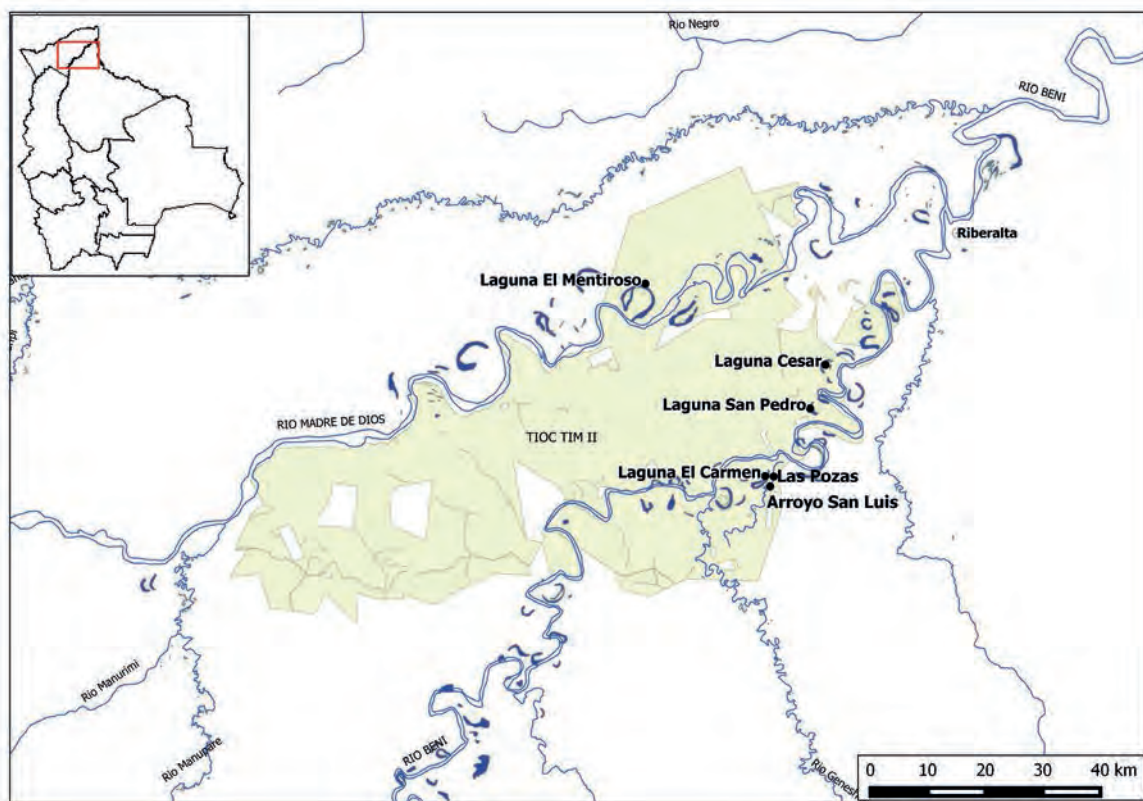 Rio Negro
RIO BENI
Riberalta
Laguna El Mentiroso
Laguna Cesar
Laguna San Pedro
RIO MADRE DE DIOS
TIOC TIM II
Laguna El Carmen
Las Pozas
Arroyo San Luis
Rio Manurimi
Rio Manupare
RIO BENI
Rio Genesh
0 10 20 30 40 km